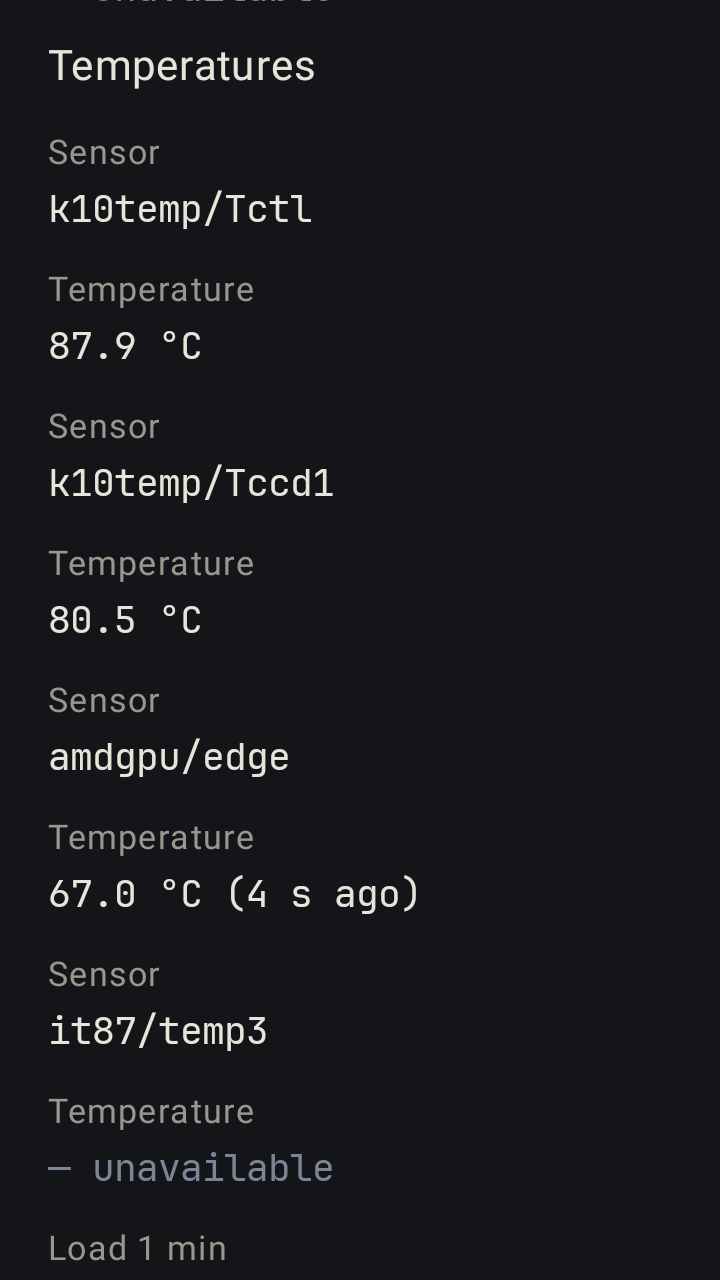 Temperatures
Sensor
k10temp/Tctl
Temperature
87.9 °C
Sensor
k10temp/Tccd1
Temperature
80.5 °C
Sensor
amdgpu/edge
Temperature
67.0 °C (4 s ago)
Sensor
it87/temp3
Temperature
— unavailable
Load 1 min